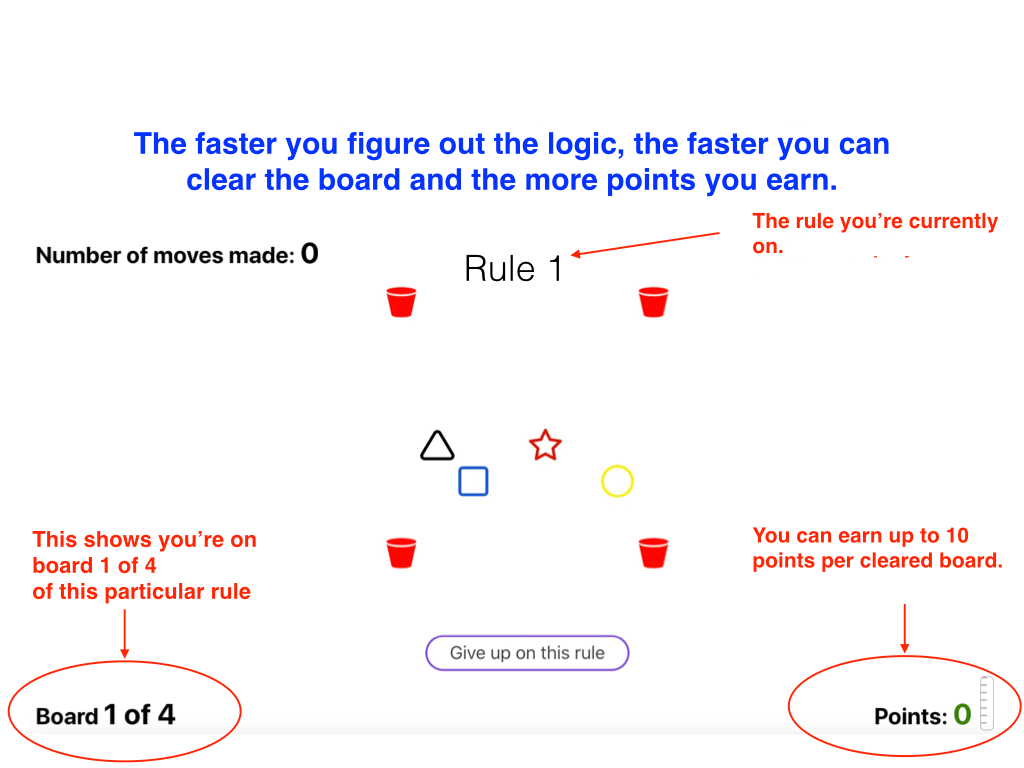 The faster you figure out the logic, the faster you can
clear the board and the more points you earn.
The rule you're currently
on.
Number of moves made: 0
Rule 1
This shows you're on
board 1 of 4
of this particular rule
You can earn up to 10
points per cleared board.
Give up on this rule
Board 1 of 4
Points: 0